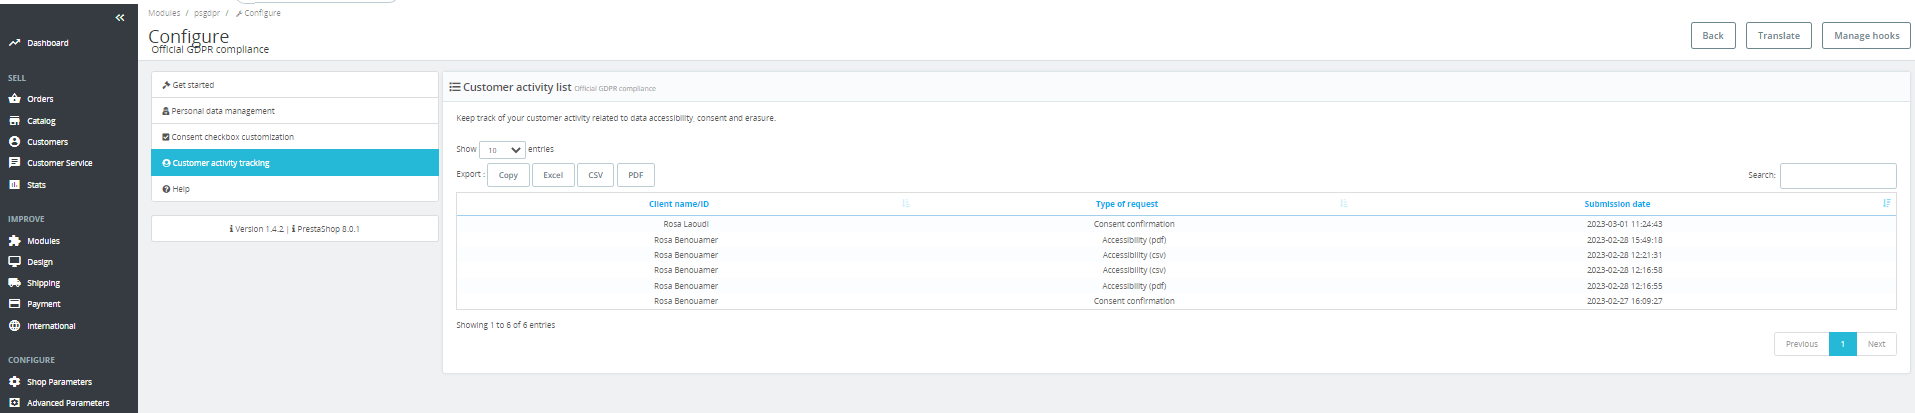 Modules / psgdpr / Configure
Configure
Official GDPR compliance
Back
Translate
Manage hooks
Dashboard
SELL
Orders
Catalog
Customers
Customer Service
Stats
IMPROVE
Modules
Design
Shipping
Payment
International
CONFIGURE
Shop Parameters
Advanced Parameters
Get started
Personal data management
Consent checkbox customization
Customer activity tracking
Help
Version 1.4.2 | PrestaShop 8.0.1
Customer activity list Official GDPR compliance
Keep track of your customer activity related to data accessibility, consent and erasure.
Show 10 entries
Export : Copy Excel CSV PDF
Search:
Client name/ID Type of request Submission date
Rosa Laoudi Consent confirmation 2023-03-01 11:24:43
Rosa Benouamer Accessibility (pdf) 2023-02-28 15:49:18
Rosa Benouamer Accessibility (csv) 2023-02-28 12:21:31
Rosa Benouamer Accessibility (csv) 2023-02-28 12:16:58
Rosa Benouamer Accessibility (pdf) 2023-02-28 12:16:55
Rosa Benouamer Consent confirmation 2023-02-27 16:09:27
Showing 1 to 6 of 6 entries
Previous 1 Next